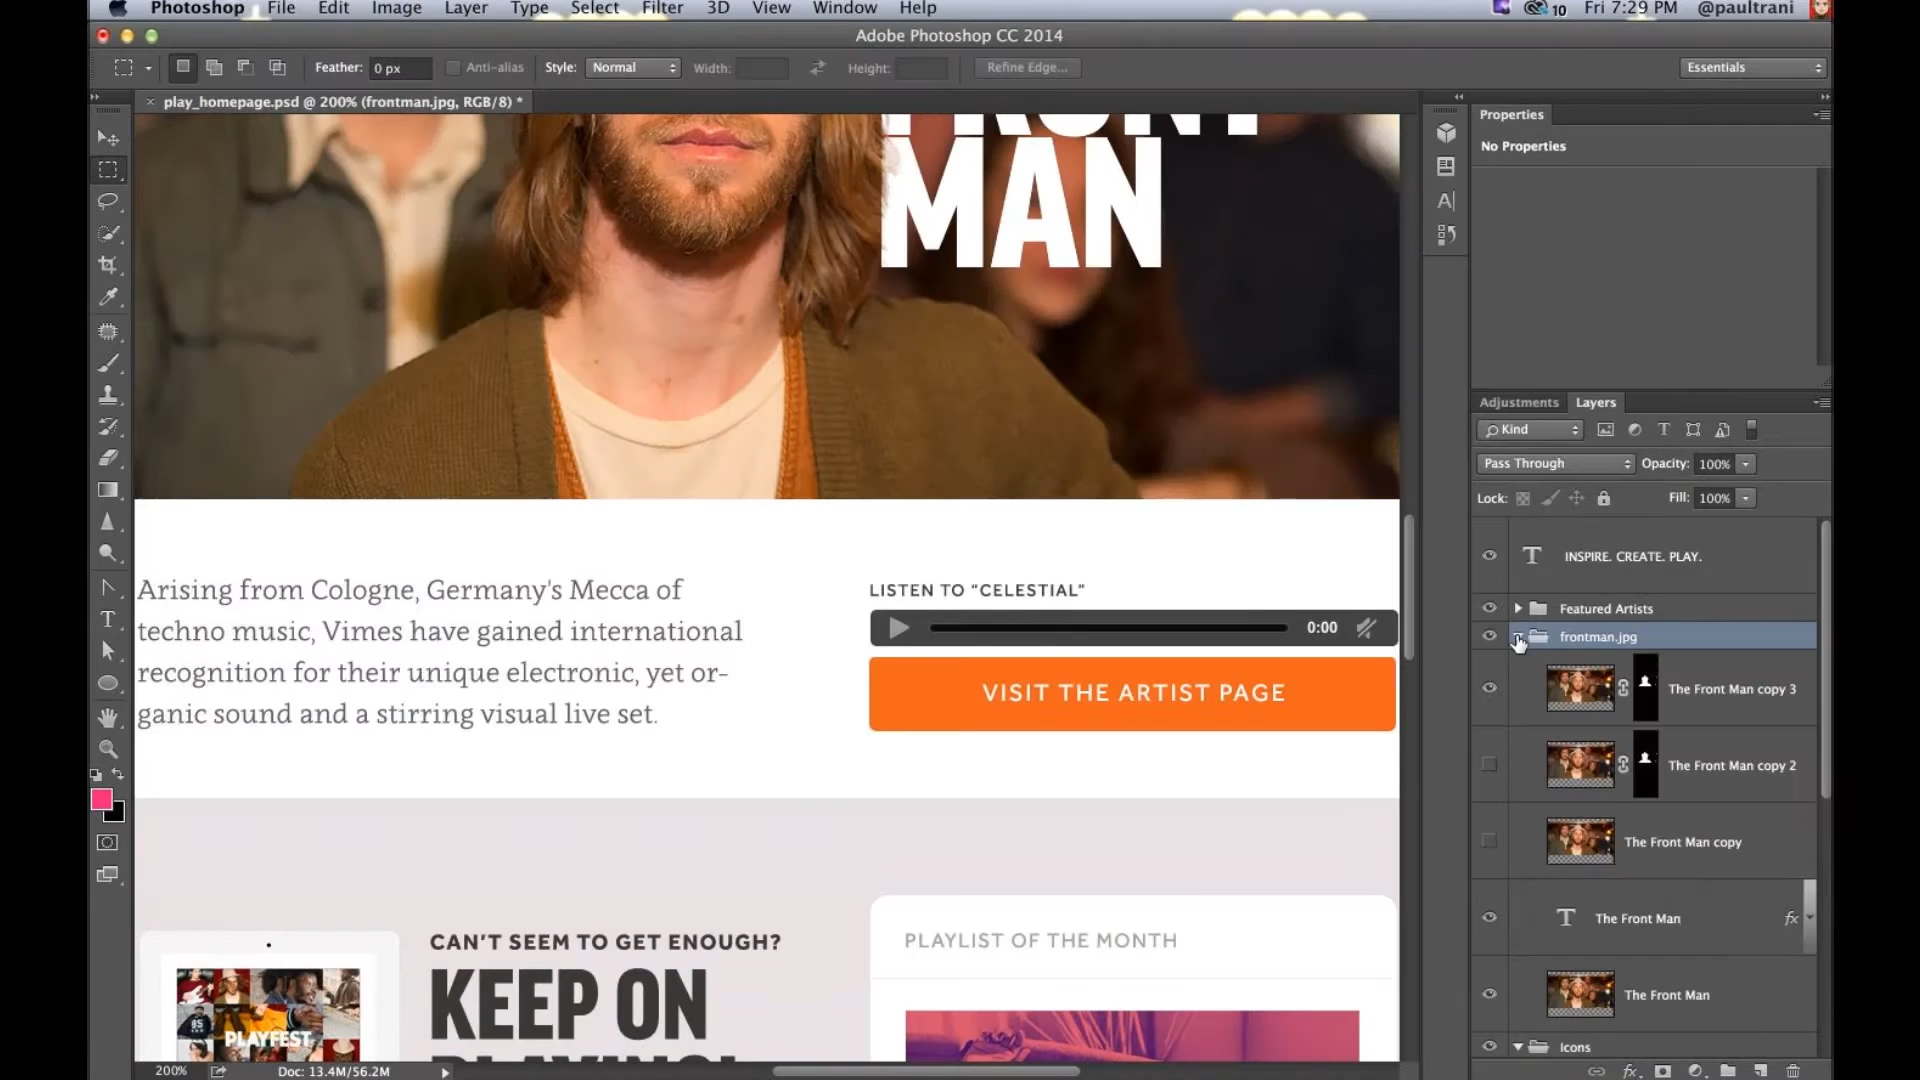 Photoshop File Edit Image Layer Type Select Filter 3D View Window Help 10 Fri 7:29 PM @paultrani
Adobe Photoshop CC 2014
Feather: 0 px Anti-alias Style: Normal Width: Height: Refine Edge... Essentials
play_homepage.psd @ 200% (frontman.jpg, RGB/8) *
Properties
No Properties
MAN
Adjustments Layers
Kind
Pass Through Opacity: 100%
Lock: Fill: 100%
INSPIRE. CREATE. PLAY.
Featured Artists
frontman.jpg
The Front Man copy 3
The Front Man copy 2
The Front Man copy
The Front Man fx
The Front Man
Icons
Arising from Cologne, Germany's Mecca of
techno music, Vimes have gained international
recognition for their unique electronic, yet or-
ganic sound and a stirring visual live set.
LISTEN TO “CELESTIAL”
0:00
VISIT THE ARTIST PAGE
CAN'T SEEM TO GET ENOUGH?
KEEP ON
PLAYLIST OF THE MONTH
PLAYFEST
200% Doc: 13.4M/56.2M